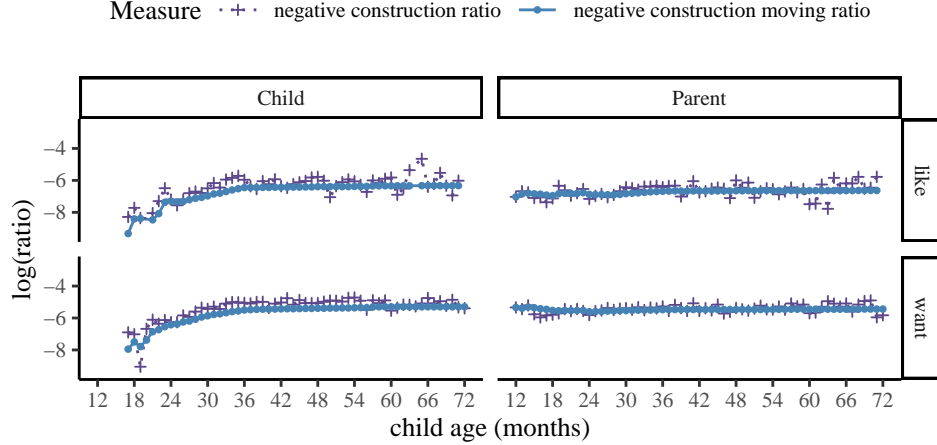 Measure negative construction ratio negative construction moving ratio
Child Parent
like
−4
−6
−8
want
−4
−6
−8
log(ratio)
12 18 24 30 36 42 48 54 60 66 72 12 18 24 30 36 42 48 54 60 66 72
child age (months)